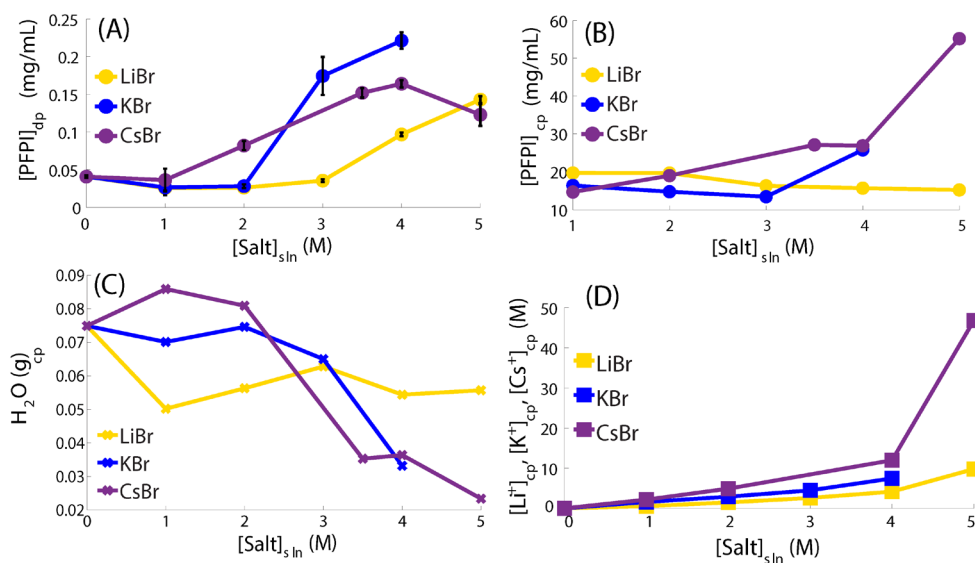 (A)
[PFPI]dp (mg/mL)
0.25
0.2
0.15
0.1
0.05
0
LiBr
KBr
CsBr
0 1 2 3 4 5
[Salt]sln (M)
(B)
[PFPI]cp (mg/mL)
60
50
40
30
20
10
LiBr
KBr
CsBr
1 2 3 4 5
[Salt]sln (M)
(C)
H2O (g)cp
0.09
0.08
0.07
0.06
0.05
0.04
0.03
0.02
LiBr
KBr
CsBr
0 1 2 3 4 5
[Salt]sln (M)
(D)
[Li+]cp, [K+]cp, [Cs+]cp (M)
50
40
30
20
10
0
LiBr
KBr
CsBr
0 1 2 3 4 5
[Salt]sln (M)